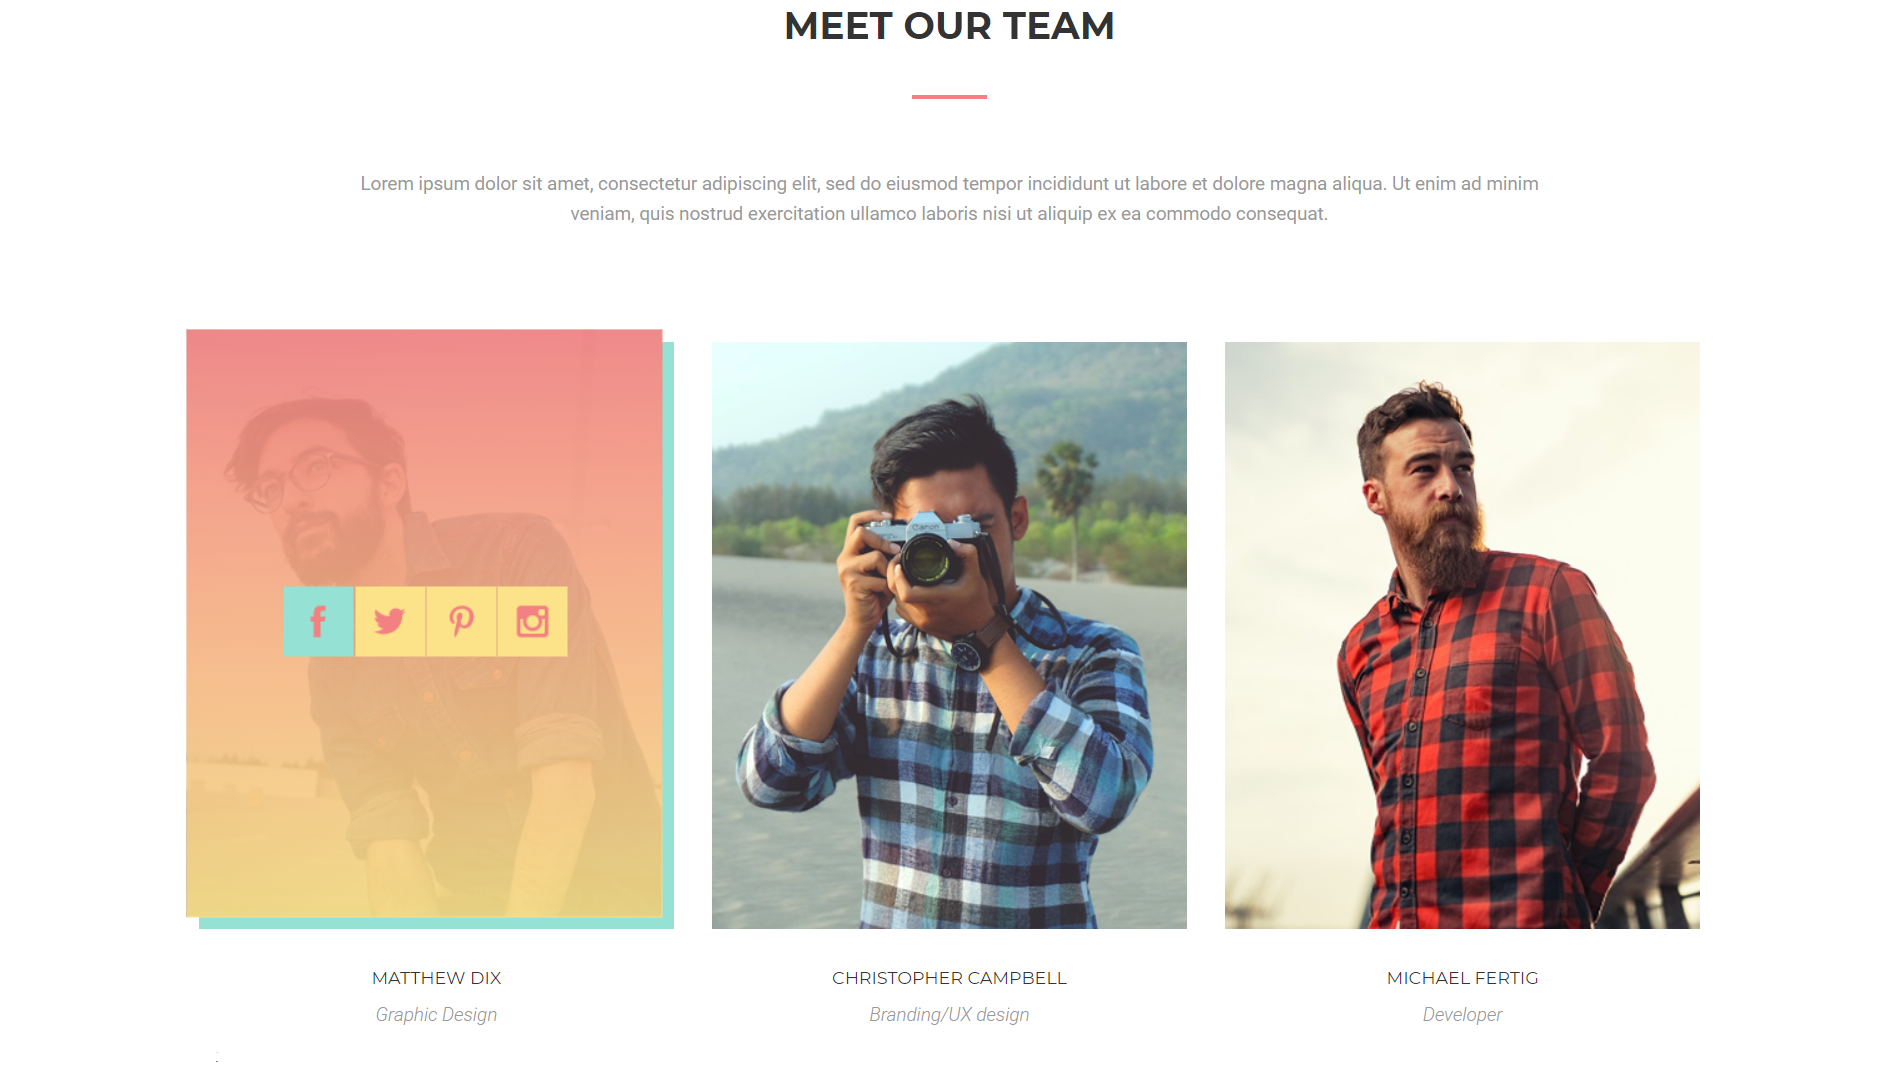 MEET OUR TEAM
Lorem ipsum dolor sit amet, consectetur adipiscing elit, sed do eiusmod tempor incididunt ut labore et dolore magna aliqua. Ut enim ad minim
veniam, quis nostrud exercitation ullamco laboris nisi ut aliquip ex ea commodo consequat.
Canon
MATTHEW DIX
CHRISTOPHER CAMPBELL
MICHAEL FERTIG
Graphic Design
Branding/UX design
Developer